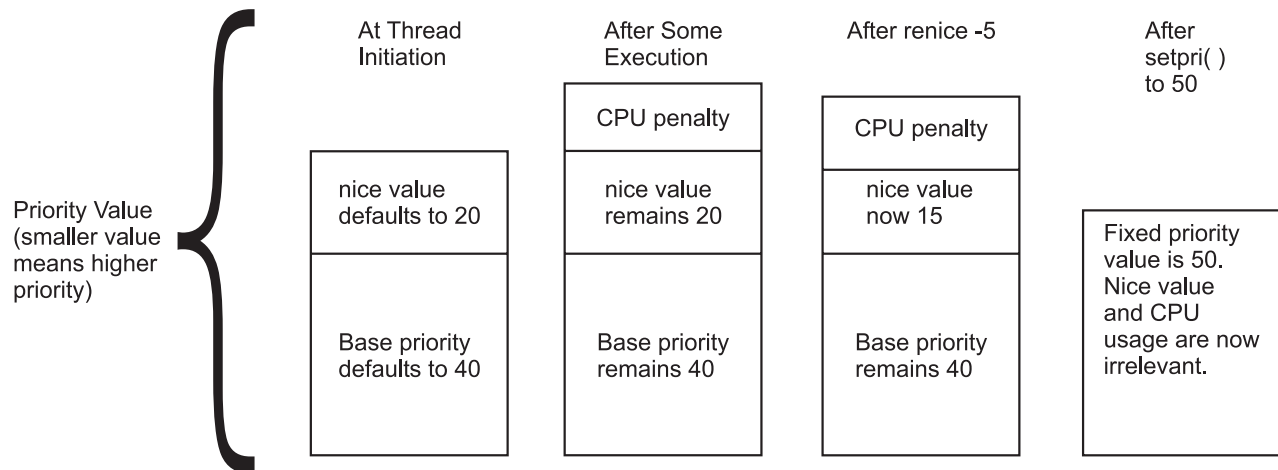 At Thread
Initiation
After Some
Execution
After renice -5
After
setpri( )
to 50
Priority Value
(smaller value
means higher
priority)
nice value
defaults to 20
Base priority
defaults to 40
CPU penalty
nice value
remains 20
Base priority
remains 40
CPU penalty
nice value
now 15
Base priority
remains 40
Fixed priority
value is 50.
Nice value
and CPU
usage are now
irrelevant.